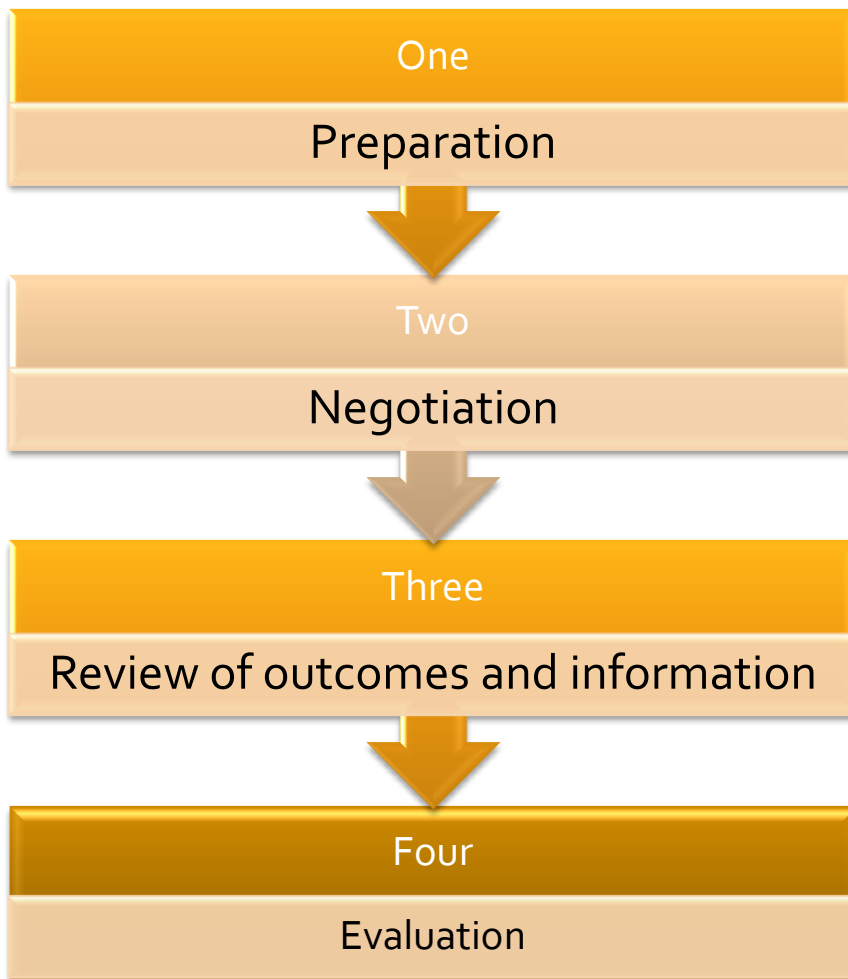 One
Preparation
Two
Negotiation
Three
Review of outcomes and information
Four
Evaluation